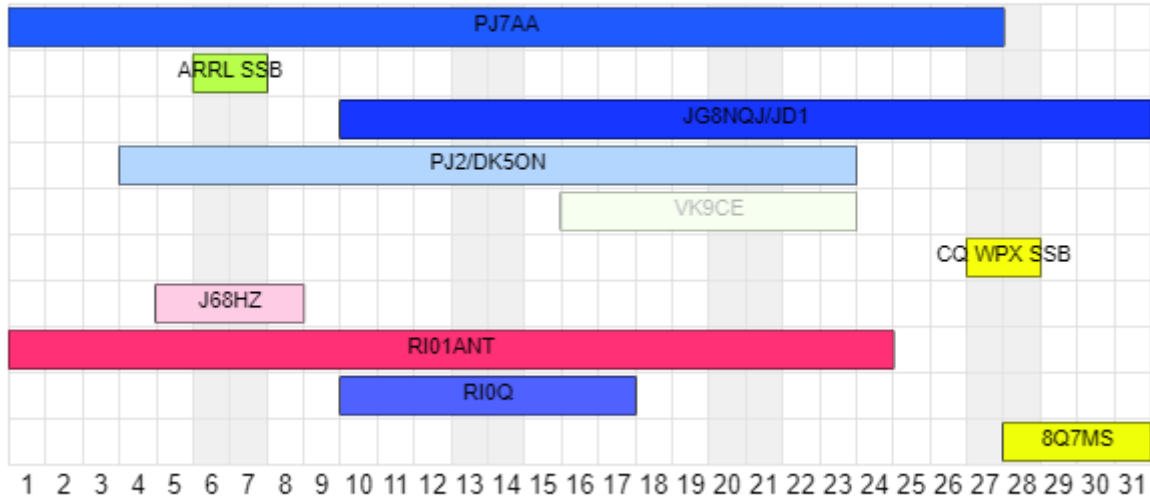 PJ7AA
ARRL SSB
JG8NQJ/JD1
PJ2/DK5ON
VK9CE
CQ WPX SSB
J68HZ
RI01ANT
RI0Q
8Q7MS
1 2 3 4 5 6 7 8 9 10 11 12 13 14 15 16 17 18 19 20 21 22 23 24 25 26 27 28 29 30 31